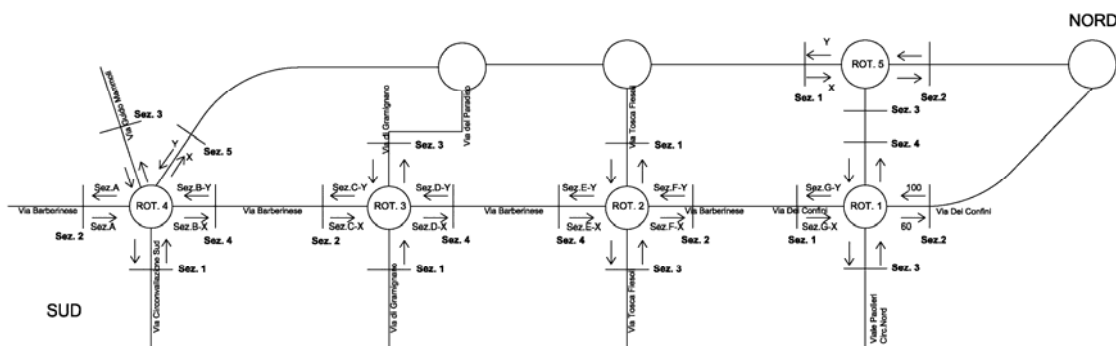 NORD
Y
X
Sez. 1
ROT. 5
Sez.2
Sez. 3
Sez. 4
Via Guido Mammoli
Sez. 3
Y
X
Sez. 5
Via di Gramignano
Via del Paradiso
Sez. 3
Via Tosca Fiesoli
Sez. 1
Sez.A
Sez.A
Via Barberinese
Sez. 2
ROT. 4
Sez.B-Y
Sez.B-X
Sez. 4
Via Barberinese
Sez.C-Y
Sez.C-X
Sez. 2
ROT. 3
Sez.D-Y
Sez.D-X
Sez. 4
Via Barberinese
Sez.E-Y
Sez.E-X
Sez. 4
ROT. 2
Sez.F-Y
Sez.F-X
Sez. 2
Via Barberinese
Via Dei Confini
Sez.G-Y
Sez.G-X
Sez. 1
ROT. 1
100
60
Via Dei Confini
Sez.2
Sez. 1
Via Circonvallazione Sud
Sez. 1
Via di Gramignano
Sez. 3
Via Tosca Fiesoli
Sez. 3
Viale Paolieri
Circ.Nord
SUD